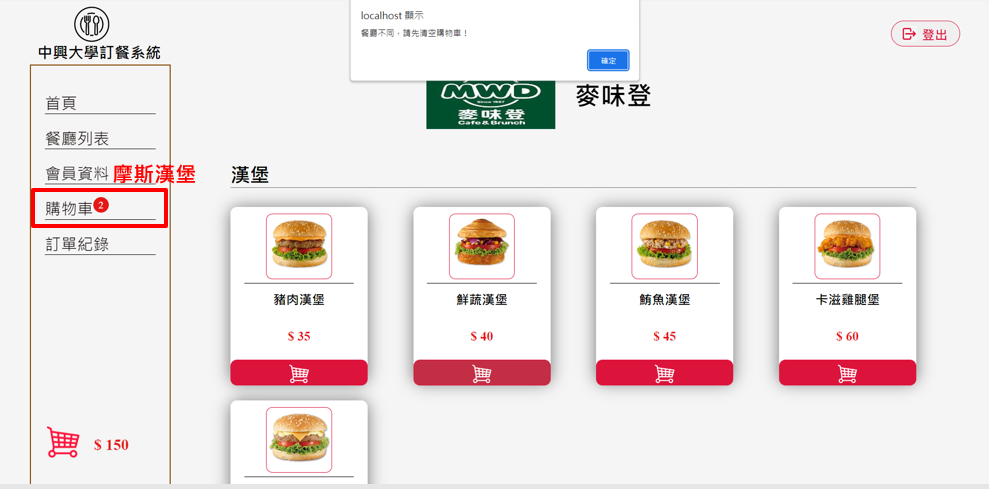 localhost 顯示
餐廳不同，請先清空購物車！
確定
中興大學訂餐系統
登出
首頁
餐廳列表
會員資料
摩斯漢堡
購物車 2
訂單紀錄
$ 150
MWD
Since 1987
麥味登
Cafe & Brunch
麥味登
漢堡
豬肉漢堡
$ 35
鮮蔬漢堡
$ 40
鮪魚漢堡
$ 45
卡滋雞腿堡
$ 60